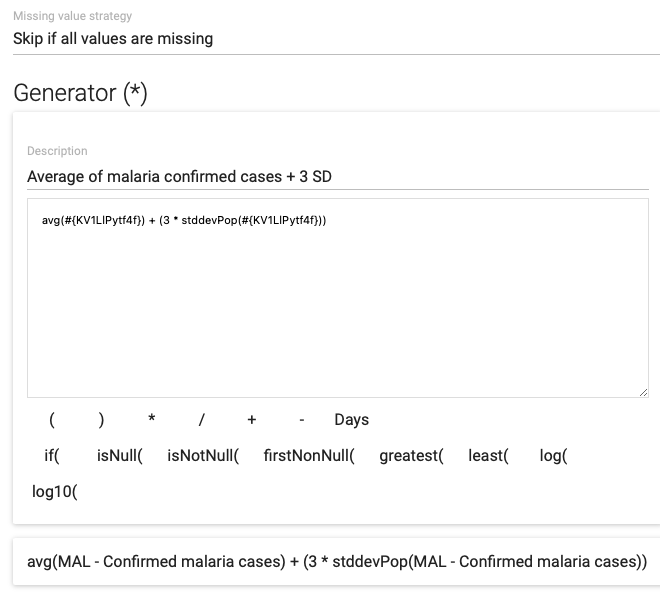 Missing value strategy
Skip if all values are missing
Generator (*)
Description
Average of malaria confirmed cases + 3 SD
avg(#{KV1LIPytf4f}) + (3 * stddevPop(#{KV1LIPytf4f}))
( ) * / + - Days
if( isNull( isNotNull( firstNonNull( greatest( least( log(
log10(
avg(MAL - Confirmed malaria cases) + (3 * stddevPop(MAL - Confirmed malaria cases))